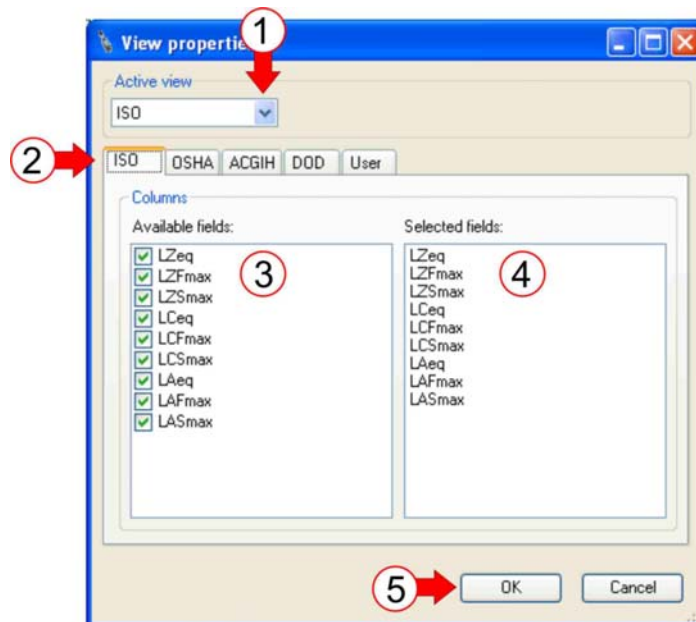 1
View properties
Active view
ISO
2
ISO OSHA ACGIH DOD User
Columns
Available fields:
LZeq
LZFmax
LZSmax
LCeq
LCFmax
LCSmax
LAeq
LAFmax
LASmax
3
Selected fields:
LZeq
LZFmax
LZSmax
LCeq
LCFmax
LCSmax
LAeq
LAFmax
LASmax
4
5
OK Cancel